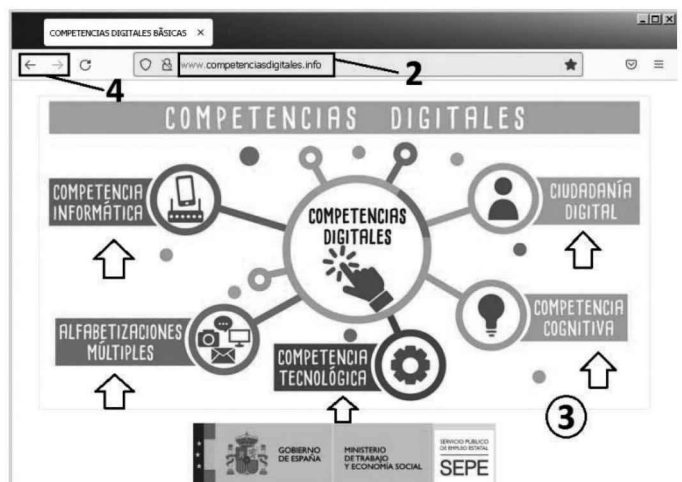 COMPETENCIAS DIGITALES BÃSICAS ×
www.competenciasdigitales.info
2
4
COMPETENCIAS DIGITALES
COMPETENCIA
INFORMÁTICA
CIUDADANÍA
DIGITAL
COMPETENCIAS
DIGITALES
ALFABETIZACIONES
MÚLTIPLES
COMPETENCIA
TECNOLÓGICA
COMPETENCIA
COGNITIVA
3
GOBIERNO
DE ESPAÑA
MINISTERIO
DE TRABAJO
Y ECONOMÍA SOCIAL
SERVICIO PÚBLICO
DE EMPLEO ESTATAL
SEPE